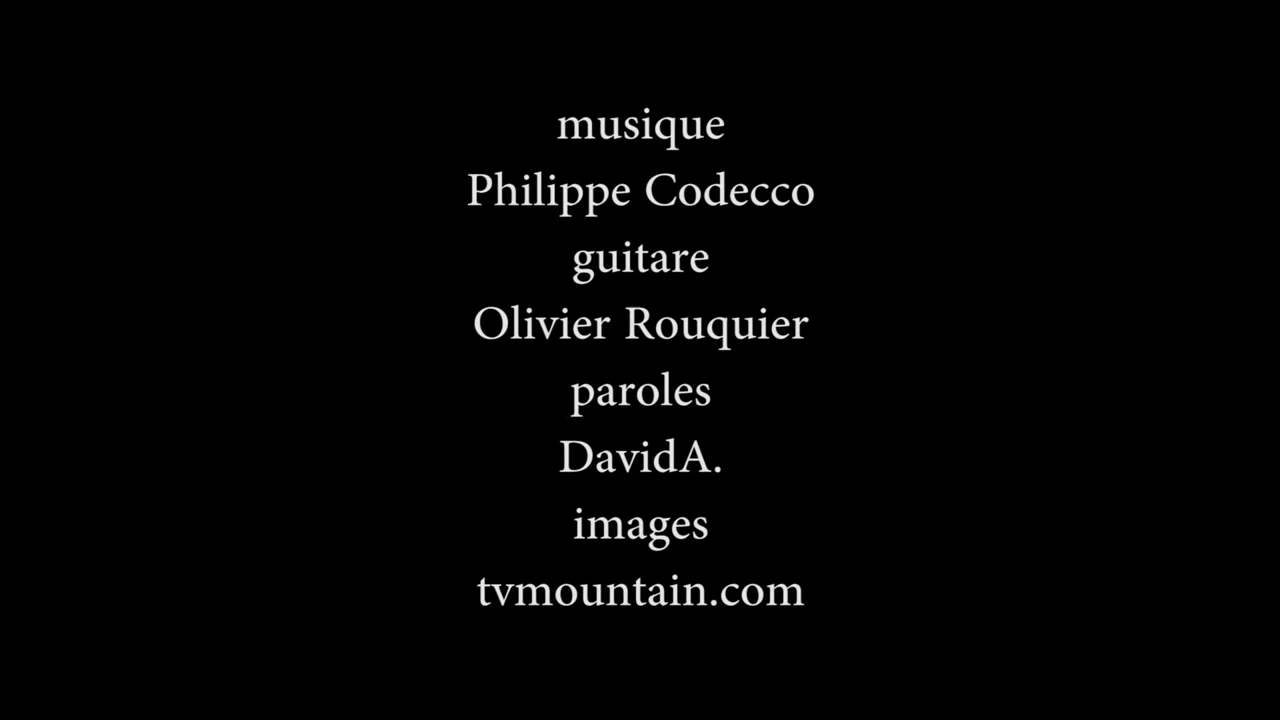 musique
Philippe Codecco
guitare
Olivier Rouquier
paroles
DavidA.
images
tvmountain.com